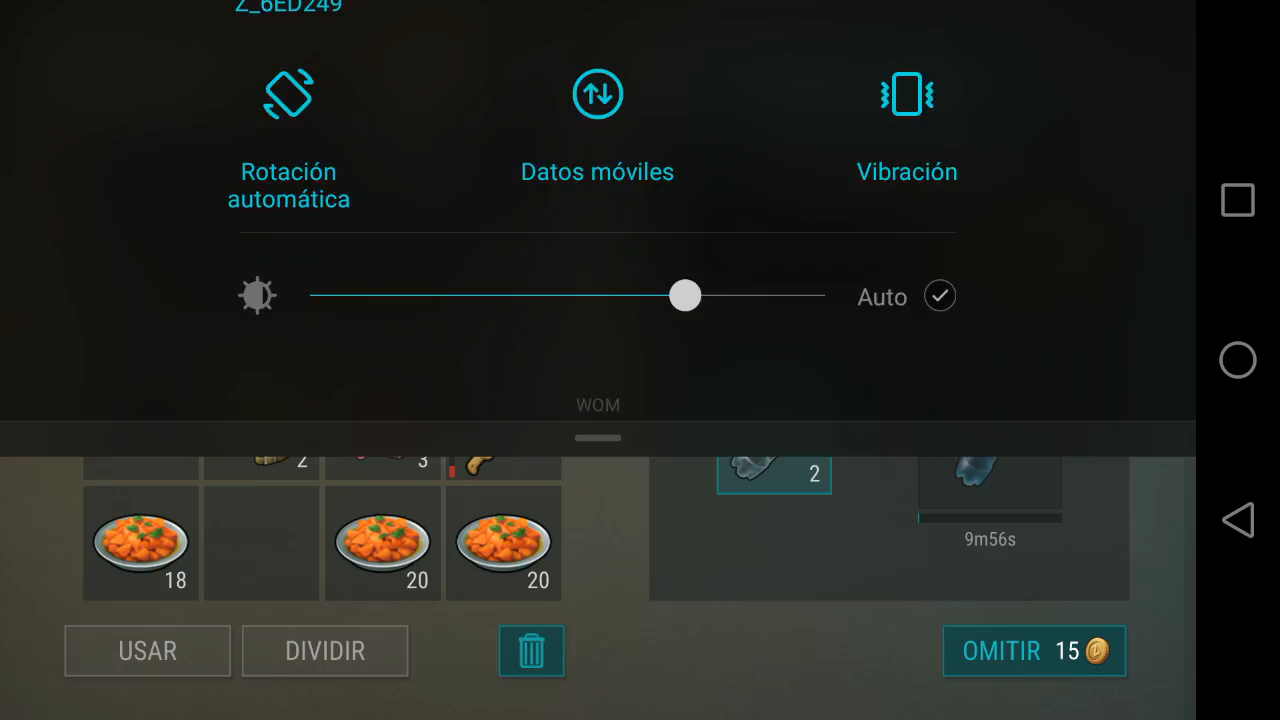 Z_6ED249
Rotación
automática
Datos móviles
Vibración
Auto
WOM
2
3
2
9m56s
18
20
20
USAR
DIVIDIR
OMITIR 15